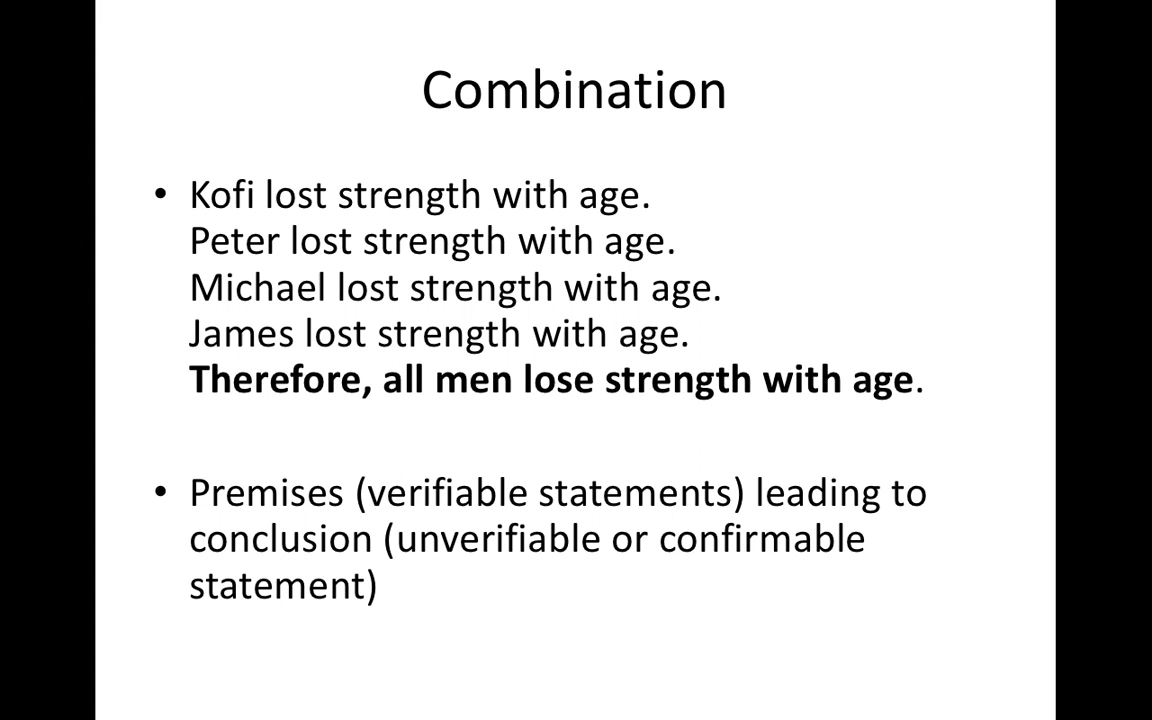 Combination
• Kofi lost strength with age.
Peter lost strength with age.
Michael lost strength with age.
James lost strength with age.
Therefore, all men lose strength with age.
• Premises (verifiable statements) leading to
conclusion (unverifiable or confirmable
statement)